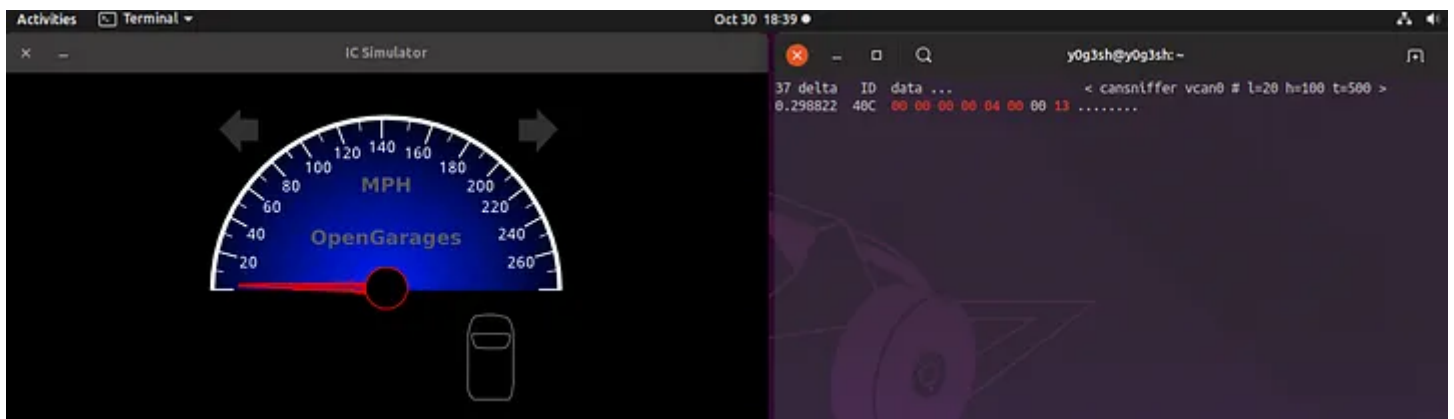 Activities Terminal Oct 30 18:39
IC Simulator
20 40 60 80 100 120 140 160 180 200 220 240 260
MPH
OpenGarages
y0g3sh@y0g3sh: ~
37 delta ID data ... < cansniffer vcan0 # l=20 h=100 t=500 >
0.298822 40C 00 00 00 00 04 00 00 13 ........